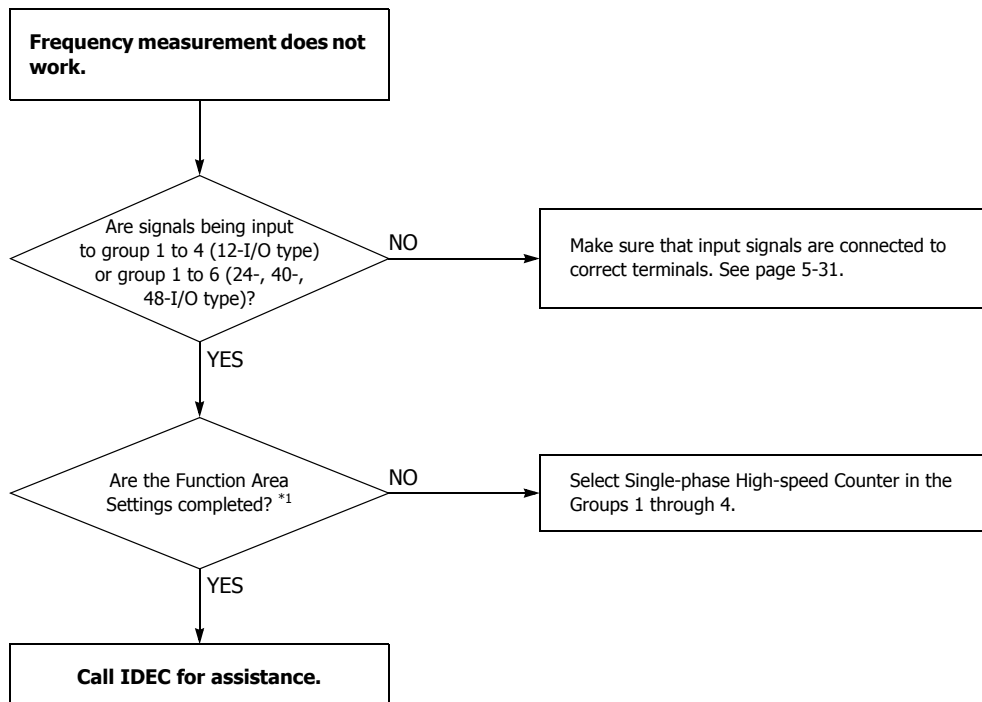 Frequency measurement does not
work.
Are signals being input
to group 1 to 4 (12-I/O type)
or group 1 to 6 (24-, 40-,
48-I/O type)?
NO
Make sure that input signals are connected to
correct terminals. See page 5-31.
YES
Are the Function Area
Settings completed? *1
NO
Select Single-phase High-speed Counter in the
Groups 1 through 4.
YES
Call IDEC for assistance.